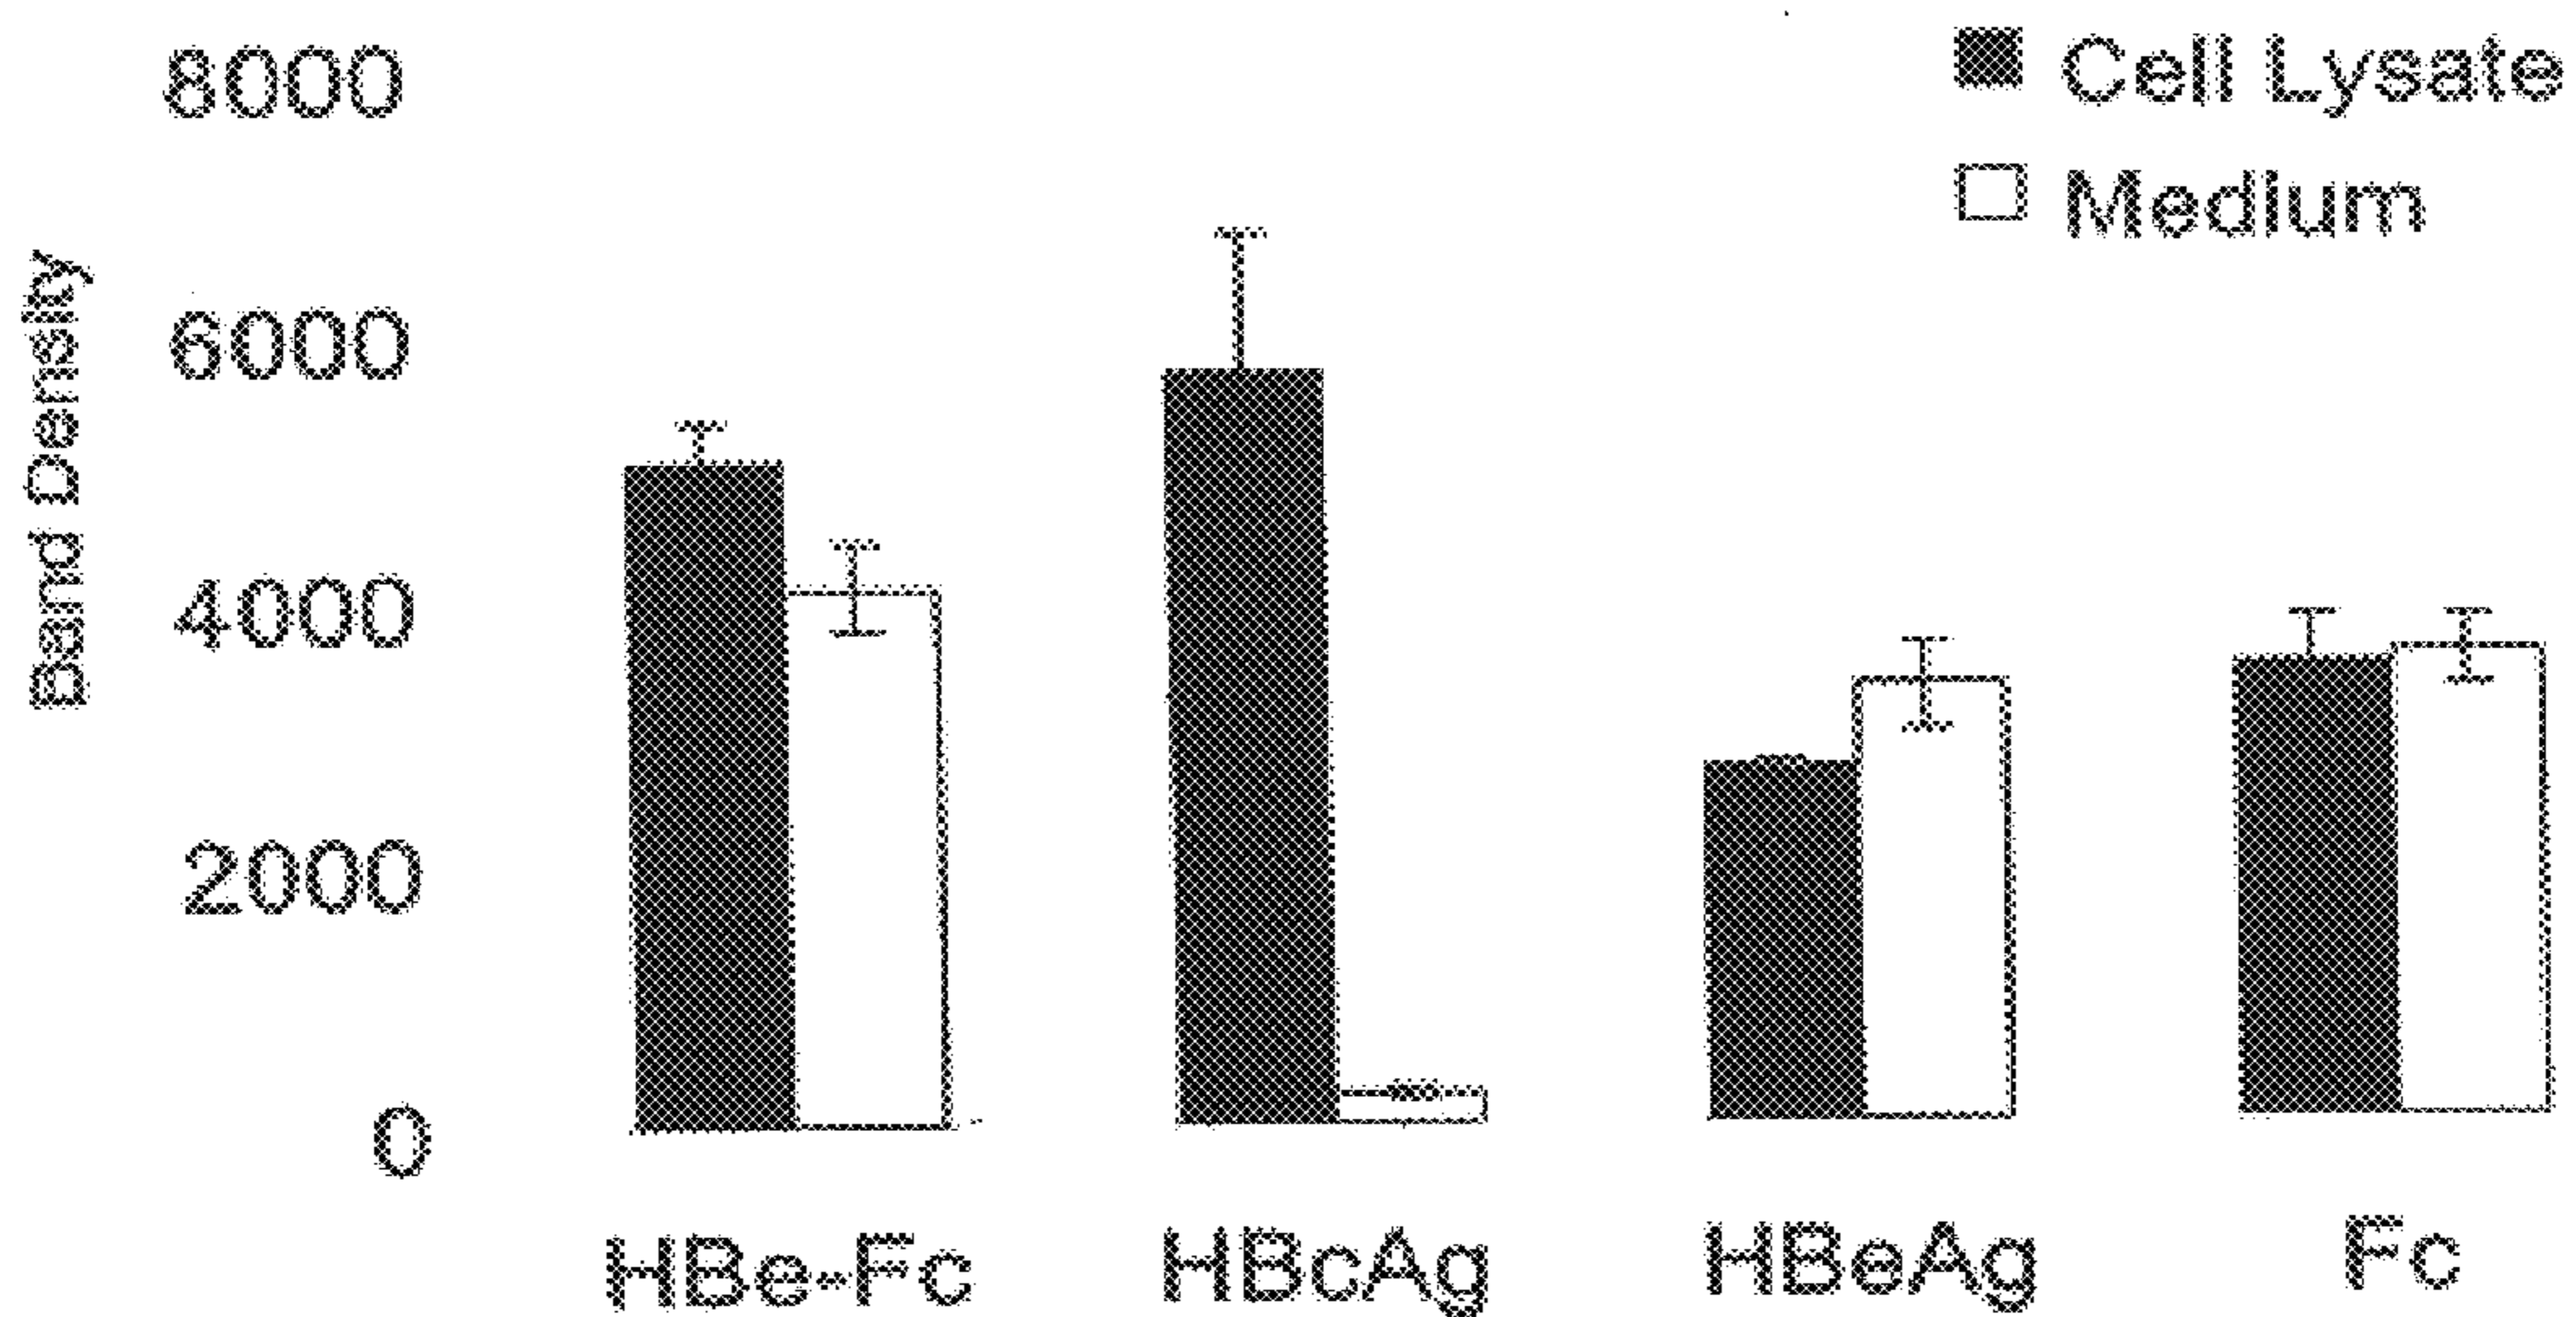 8000
6000
4000
2000
0
Band Density
Cell Lysate
Medium
HBe-Fc
HBcAg
HBeAg
Fc